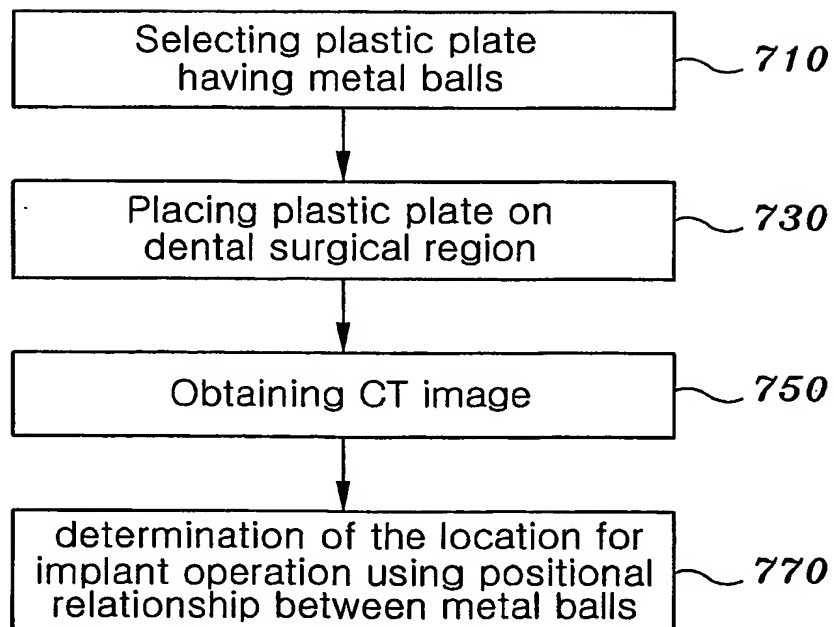 Selecting plastic plate
having metal balls
710
Placing plastic plate on
dental surgical region
730
Obtaining CT image
750
determination of the location for
implant operation using positional
relationship between metal balls
770